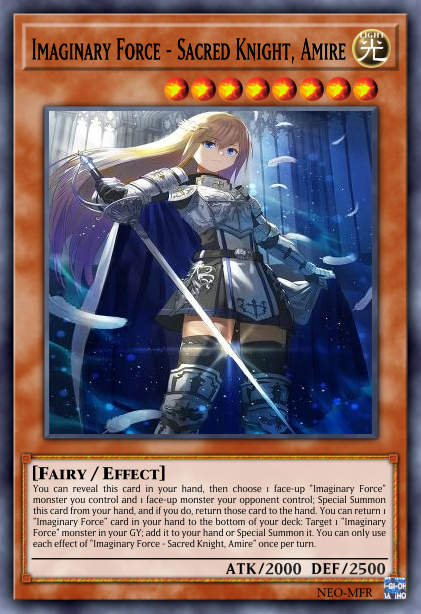 Imaginary Force - Sacred Knight, Amire
LIGHT
光
[Fairy / Effect]
You can reveal this card in your hand, then choose 1 face-up "Imaginary Force"
monster you control and 1 face-up monster your opponent control; Special Summon
this card from your hand, and if you do, return those card to the hand. You can return 1
"Imaginary Force" card in your hand to the bottom of your deck: Target 1 "Imaginary
Force" monster in your GY; add it to your hand or Special Summon it. You can only use
each effect of "Imaginary Force - Sacred Knight, Amire" once per turn.
ATK/2000 DEF/2500
NEO-MFR